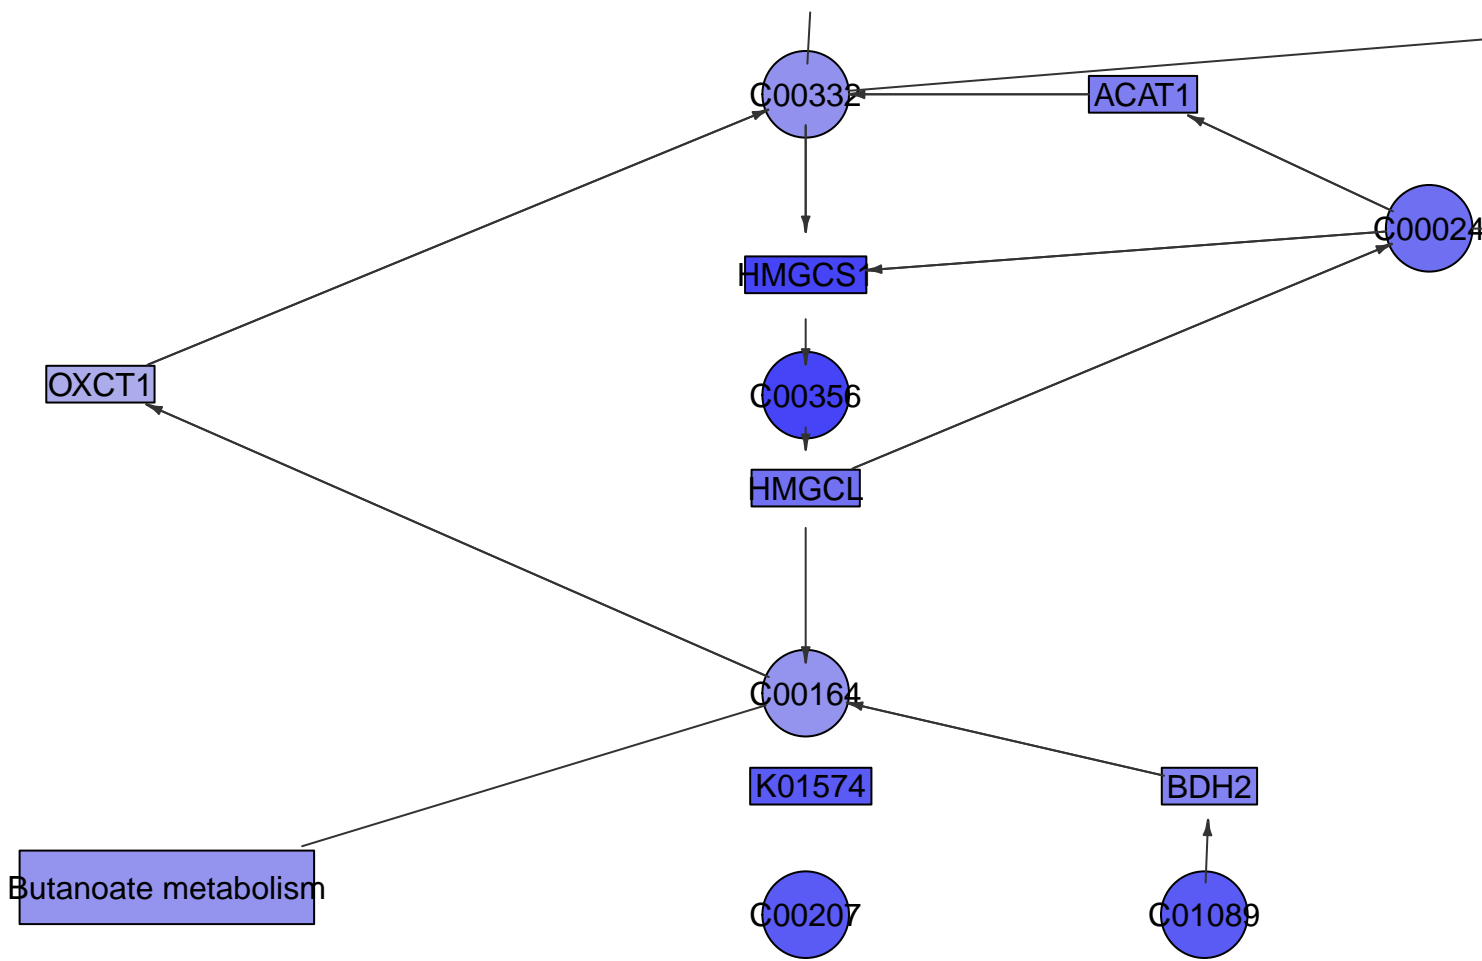 C00332
ACAT1
C00024
HMGCS1
OXCT1
C00356
HMGCL
C00164
K01574
BDH2
Butanoate metabolism
C00207
C01089